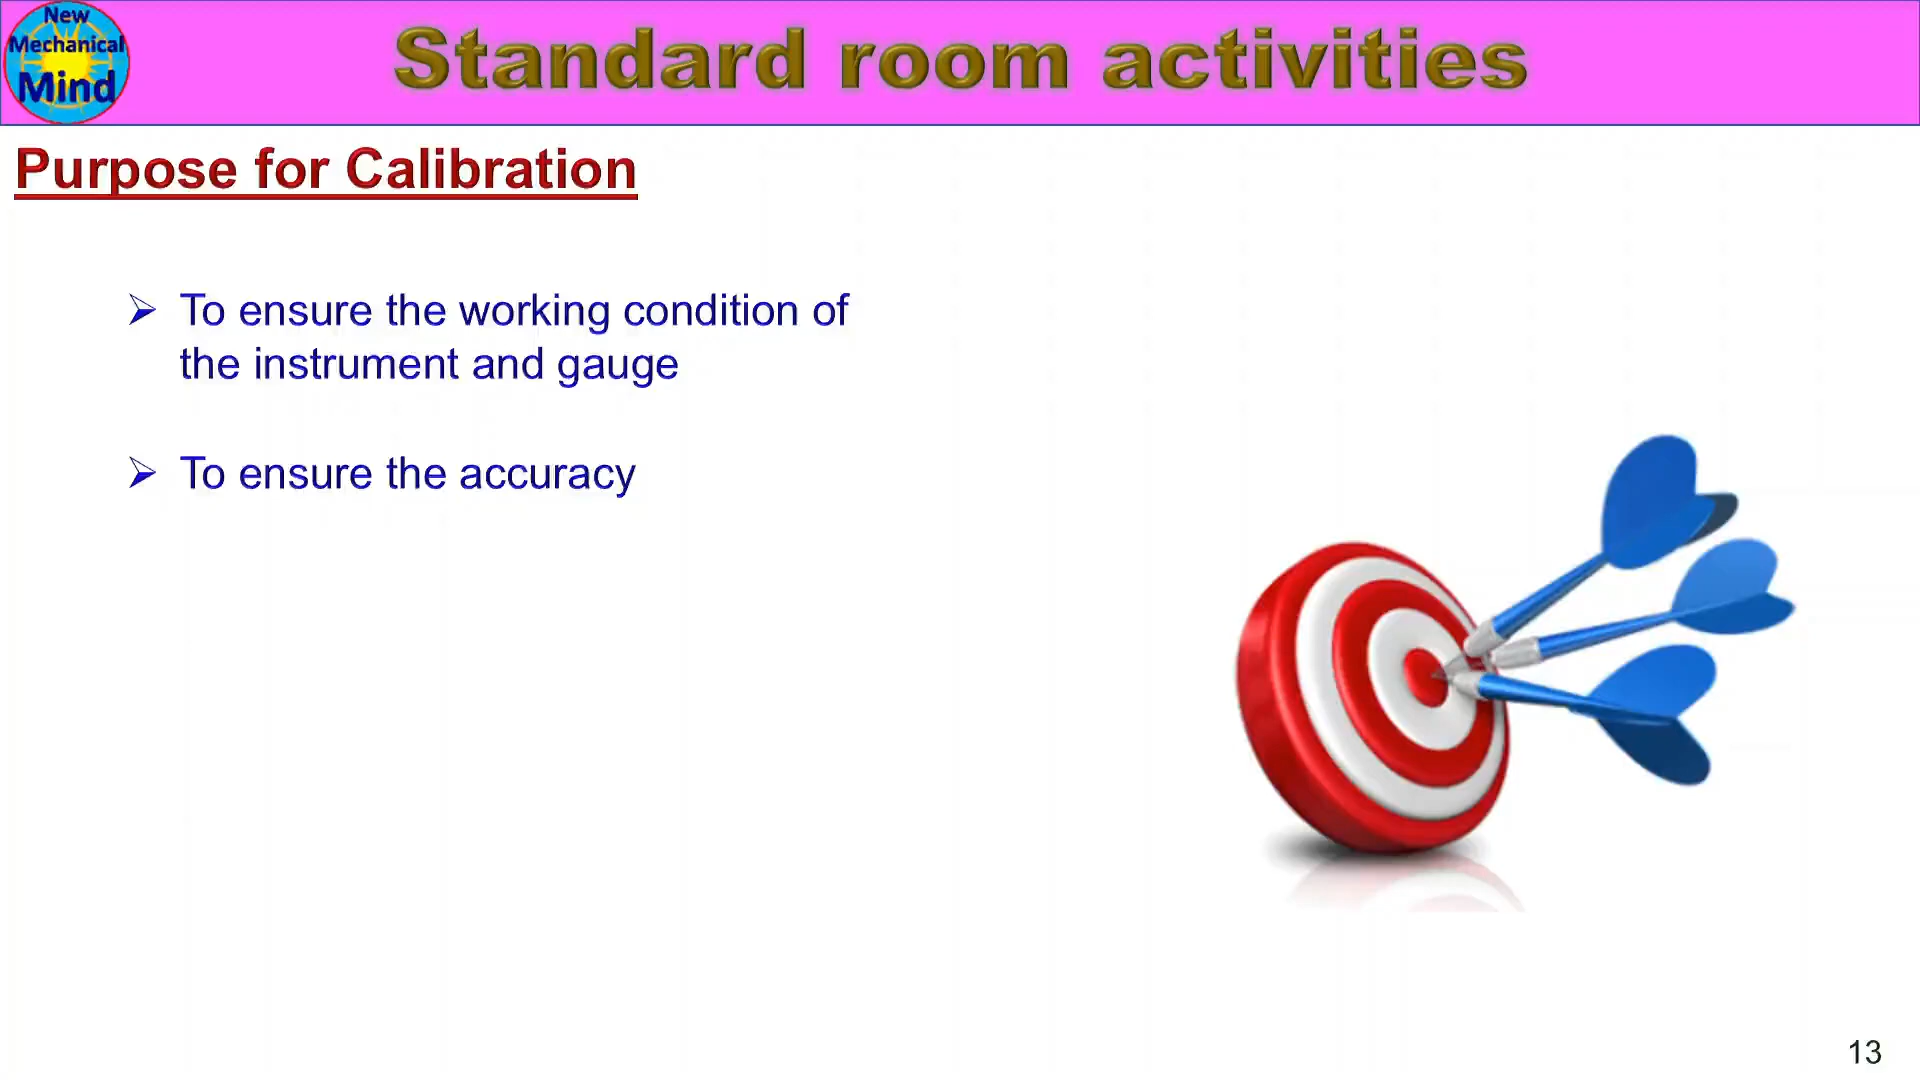 New
Mechanical
Mind
Standard room activities
Purpose for Calibration
➢ To ensure the working condition of
the instrument and gauge
➢ To ensure the accuracy
13